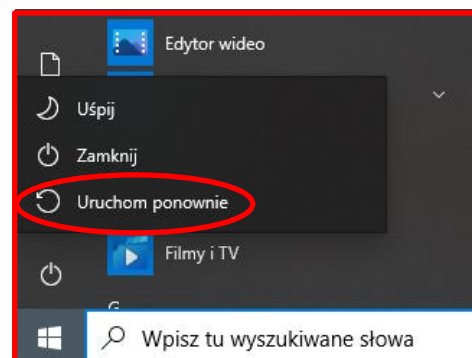 Edytor wideo
Uśpij
Zamknij
Uruchom ponownie
Filmy i TV
Wpisz tu wyszukiwane słowa